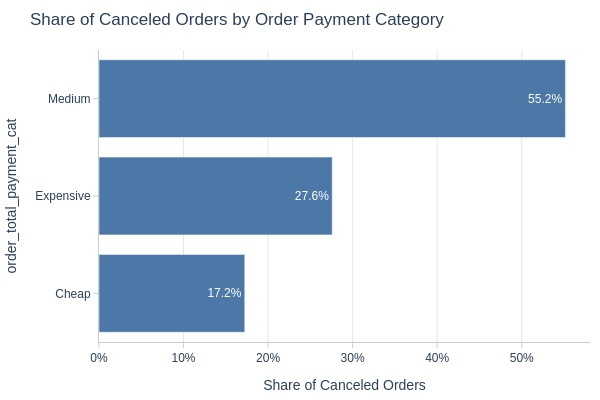 Share of Canceled Orders by Order Payment Category
order_total_payment_cat
Medium
55.2%
Expensive
27.6%
Cheap
17.2%
0%
10%
20%
30%
40%
50%
Share of Canceled Orders